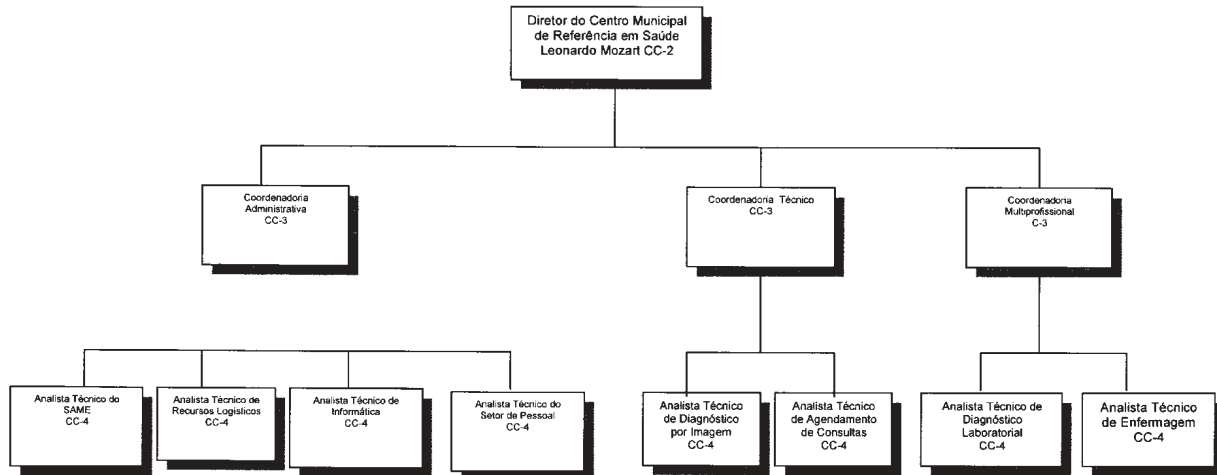 Diretor do Centro Municipal
de Referência em Saúde
Leonardo Mozart CC-2
Coordenadoria
Administrativa
CC-3
Coordenadoria Técnico
CC-3
Coordenadoria
Multiprofissional
C-3
Analista Técnico do
SAME
CC-4
Analista Técnico de
Recursos Logísticos
CC-4
Analista Técnico de
Informática
CC-4
Analista Técnico do
Setor de Pessoal
CC-4
Analista Técnico
de Diagnóstico
por Imagem
CC-4
Analista Técnico
de Agendamento
de Consultas
CC-4
Analista Técnico de
Diagnóstico
Laboratorial
CC-4
Analista Técnico
de Enfermagem
CC-4